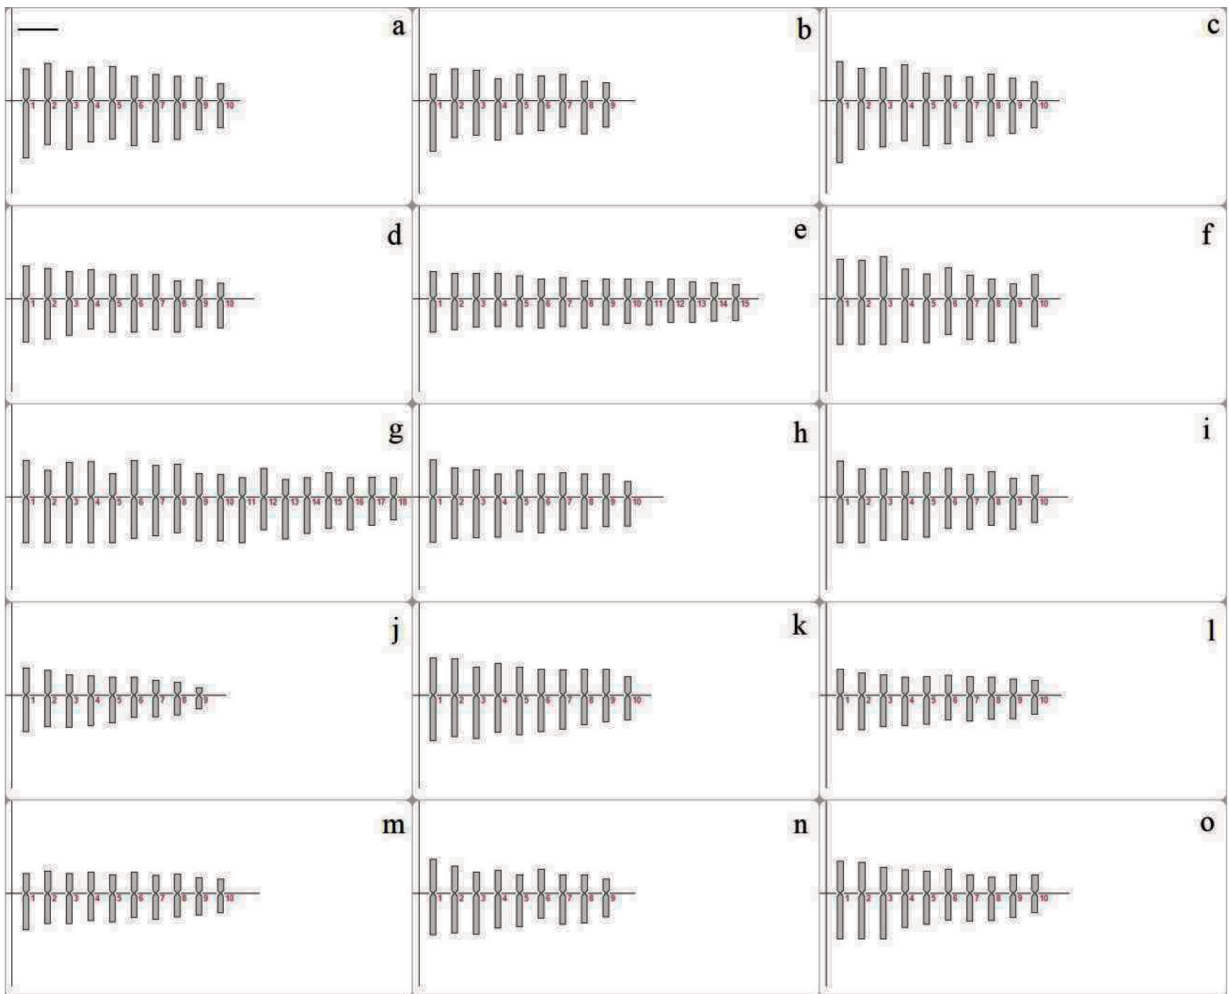 a
1 2 3 4 5 6 7 8 9 10
b
1 2 3 4 5 6 7 8 9
c
1 2 3 4 5 6 7 8 9 10
d
1 2 3 4 5 6 7 8 9 10
e
1 2 3 4 5 6 7 8 9 10 11 12 13 14 15
f
1 2 3 4 5 6 7 8 9 10
g
1 2 3 4 5 6 7 8 9 10 11 12 13 14 15 16 17 18
h
1 2 3 4 5 6 7 8 9 10
i
1 2 3 4 5 6 7 8 9 10
j
1 2 3 4 5 6 7 8 9
k
1 2 3 4 5 6 7 8 9 10
l
1 2 3 4 5 6 7 8 9 10
m
1 2 3 4 5 6 7 8 9 10
n
1 2 3 4 5 6 7 8 9
o
1 2 3 4 5 6 7 8 9 10